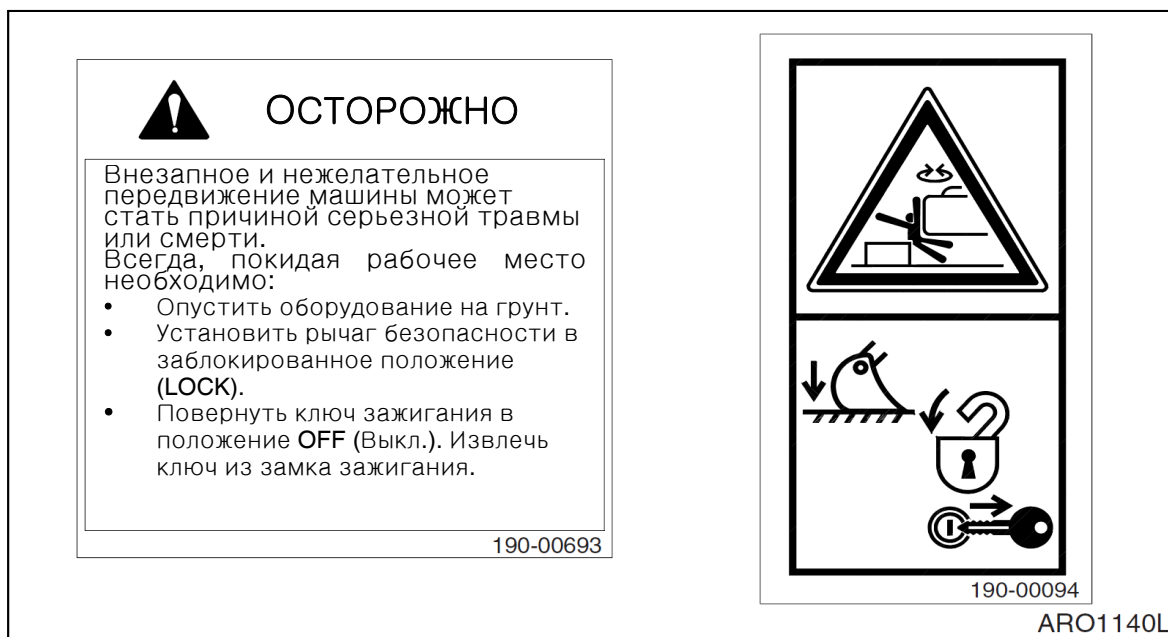 ОСТОРОЖНО
Внезапное и нежелательное
передвижение машины может
стать причиной серьезной травмы
или смерти.
Всегда, покидая рабочее место
необходимо:
• Опустить оборудование на грунт.
• Установить рычаг безопасности в
заблокированное положение
(LOCK).
• Повернуть ключ зажигания в
положение OFF (Выкл.). Извлечь
ключ из замка зажигания.
190-00693
190-00094
ARO1140L